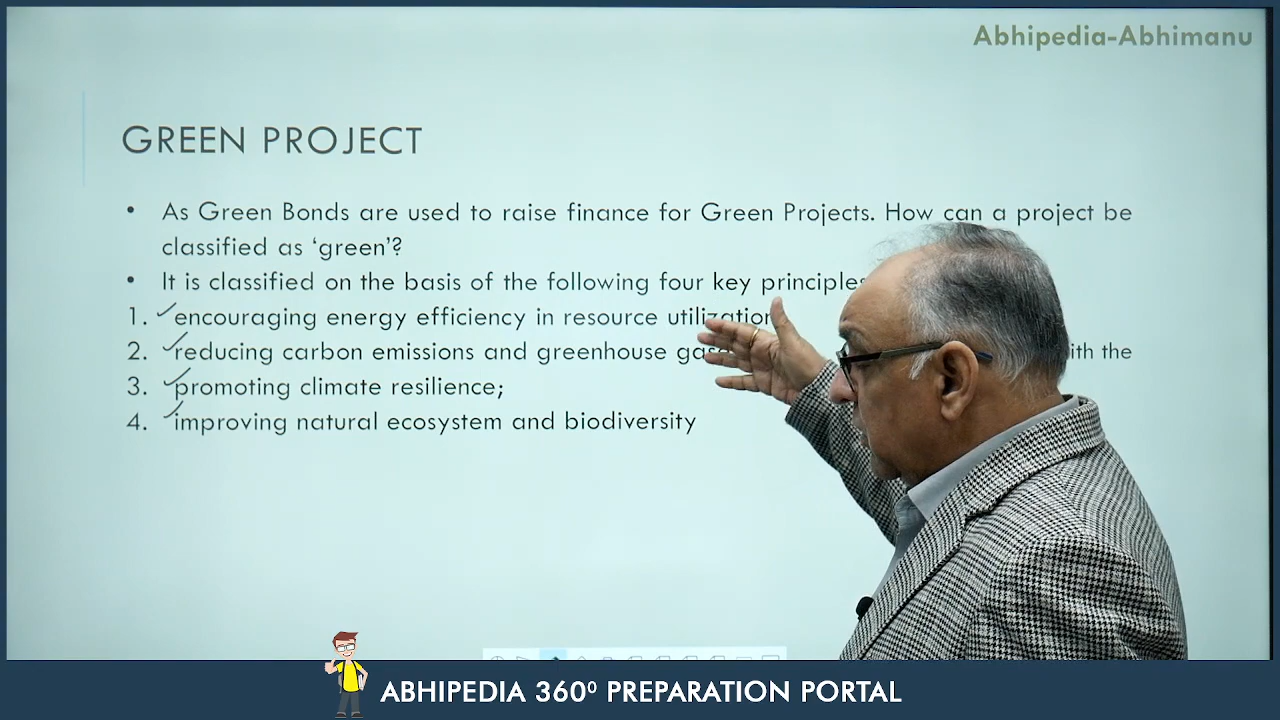 Abhipedia-Abhimanu
GREEN PROJECT
• As Green Bonds are used to raise finance for Green Projects. How can a project be
classified as ‘green’?
• It is classified on the basis of the following four key principles
1. encouraging energy efficiency in resource utilization
2. reducing carbon emissions and greenhouse with the
3. promoting climate resilience;
4. improving natural ecosystem and biodiversity
ABHIPEDIA 360⁰ PREPARATION PORTAL